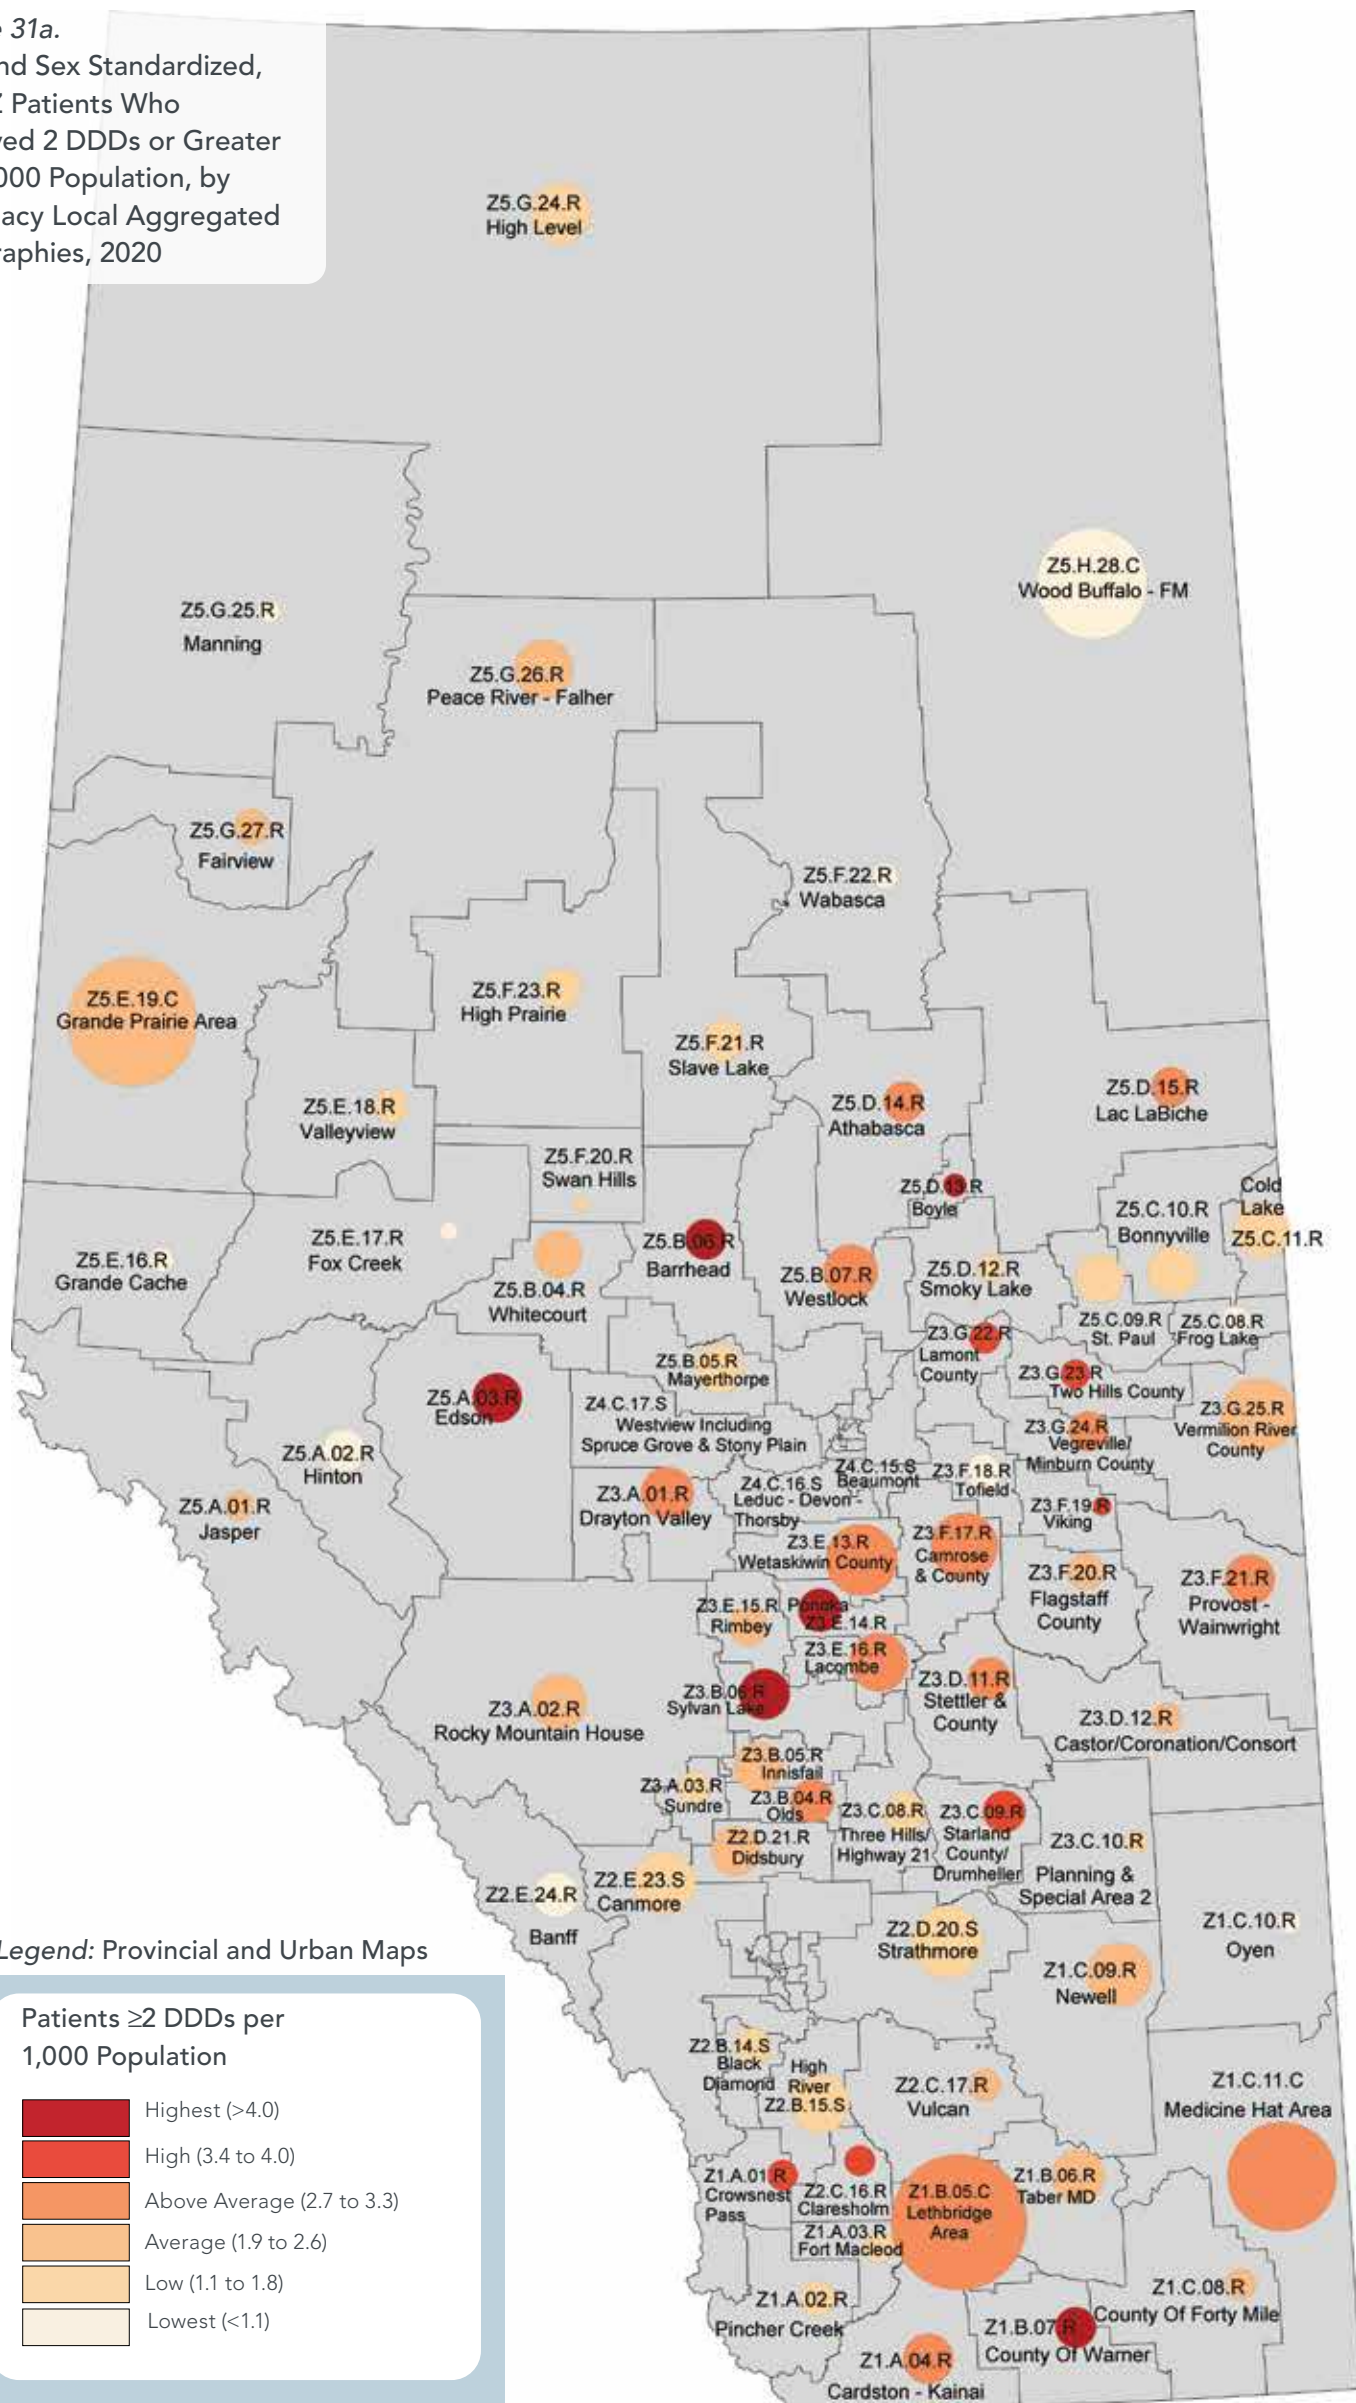 31a.
nd Sex Standardized,
Patients Who
ved 2 DDDs or Greater
000 Population, by
acy Local Aggregated
raphies, 2020
Z5.G.24.R
High Level
Z5.H.28.C
Wood Buffalo - FM
Z5.G.25.R
Manning
Z5.G.26.R
Peace River - Falher
Z5.G.27.R
Fairview
Z5.F.22.R
Wabasca
Z5.E.19.C
Grande Prairie Area
Z5.F.23.R
High Prairie
Z5.F.21.R
Slave Lake
Z5.E.18.R
Valleyview
Z5.D.14.R
Athabasca
Z5.D.15.R
Lac LaBiche
Z5.F.20.R
Swan Hills
Z5.D.13.R
Boyle
Z5.C.10.R
Bonnyville
Cold
Lake
Z5.C.11.R
Z5.E.16.R
Grande Cache
Z5.E.17.R
Fox Creek
Z5.B.04.R
Whitecourt
Z5.B.06.R
Barrhead
Z5.B.07.R
Westlock
Z5.D.12.R
Smoky Lake
Z5.C.09.R
St. Paul
Z5.C.08.R
Frog Lake
Z3.G.22.R
Lamont
County
Z5.B.05.R
Mayerthorpe
Z3.G.23.R
Two Hills County
Z5.A.03.R
Edson
Z4.C.17.S
Westview Including
Spruce Grove & Stony Plain
Z3.G.24.R
Vegreville/
Minburn County
Z3.G.25.R
Vermilion River
County
Z5.A.02.R
Hinton
Z5.A.01.R
Jasper
Z3.A.01.R
Drayton Valley
Z4.C.16.S
Leduc - Devon -
Thorsby
Z4.C.15.S
Beaumont
Z3.F.18.R
Tofield
Z3.F.19.R
Viking
Z3.E.13.R
Wetaskiwin County
Z3.F.17.R
Camrose
& County
Z3.F.20.R
Flagstaff
County
Z3.F.21.R
Provost -
Wainwright
Z3.E.15.R
Rimbey
Ponoka
Z3.E.14.R
Z3.E.16.R
Lacombe
Z3.B.06.R
Sylvan Lake
Z3.D.11.R
Stettler &
County
Z3.A.02.R
Rocky Mountain House
Z3.D.12.R
Castor/Coronation/Consort
Z3.B.05.R
Innisfail
Z3.A.03.R
Sundre
Z3.B.04.R
Olds
Z3.C.08.R
Three Hills/
Highway 21
Z3.C.09.R
Starland
County/
Drumheller
Z3.C.10.R
Planning &
Special Area 2
Z2.D.21.R
Didsbury
Z2.E.23.S
Canmore
Z2.E.24.R
Banff
Z2.D.20.S
Strathmore
Z1.C.10.R
Oyen
Z1.C.09.R
Newell
Z2.B.14.S
Black
Diamond
High
River
Z2.B.15.S
Z2.C.17.R
Vulcan
Z1.C.11.C
Medicine Hat Area
Z1.A.01.R
Crowsnest
Pass
Z2.C.16.R
Claresholm
Z1.B.05.C
Lethbridge
Area
Z1.B.06.R
Taber MD
Z1.A.03.R
Fort Macleod
Z1.A.02.R
Pincher Creek
Z1.C.08.R
County Of Forty Mile
Z1.B.07.R
County Of Warner
Z1.A.04.R
Cardston - Kainai
Legend: Provincial and Urban Maps
Patients ≥2 DDDs per
1,000 Population
Highest (>4.0)
High (3.4 to 4.0)
Above Average (2.7 to 3.3)
Average (1.9 to 2.6)
Low (1.1 to 1.8)
Lowest (<1.1)